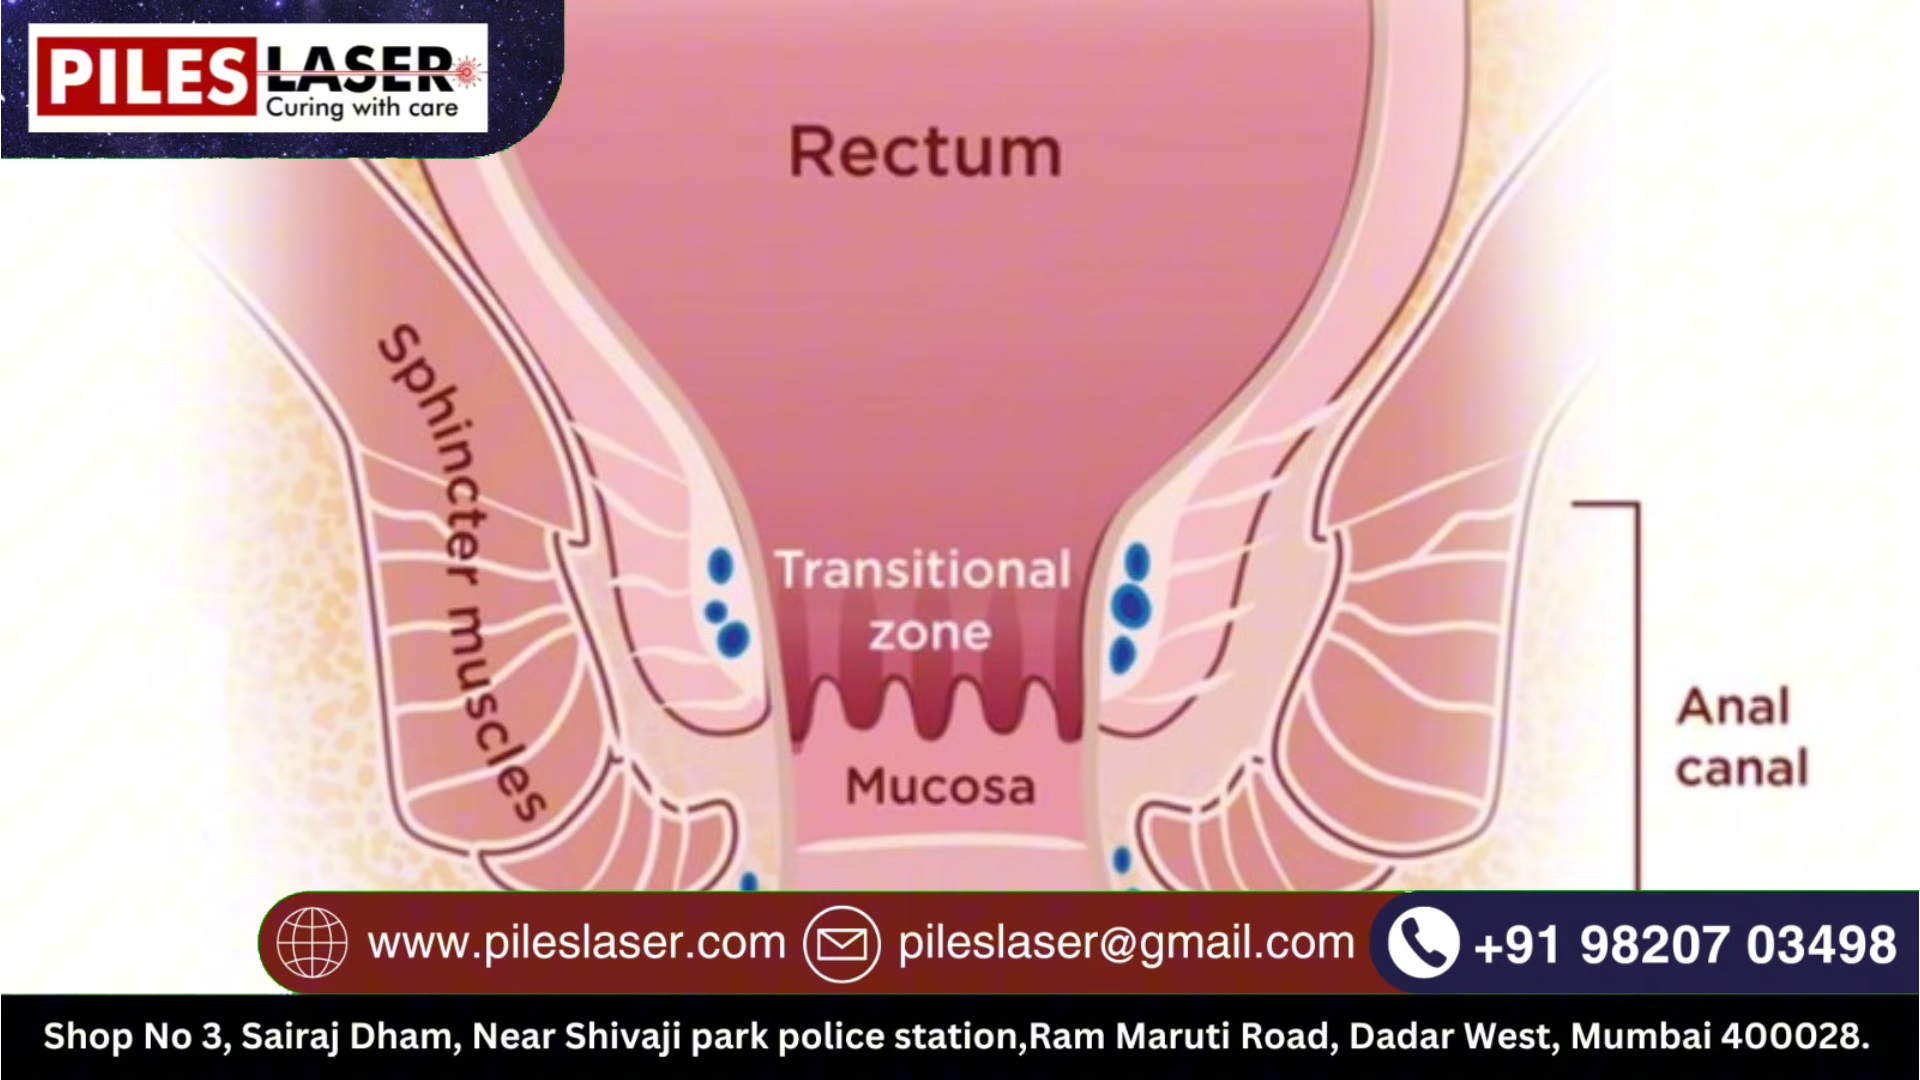 PILES LASER
Curing with care
Rectum
Sphincter muscles
Transitional
zone
Mucosa
Anal
canal
www.pileslaser.com pileslaser@gmail.com +91 98207 03498
Shop No 3, Sairaj Dham, Near Shivaji park police station,Ram Maruti Road, Dadar West, Mumbai 400028.